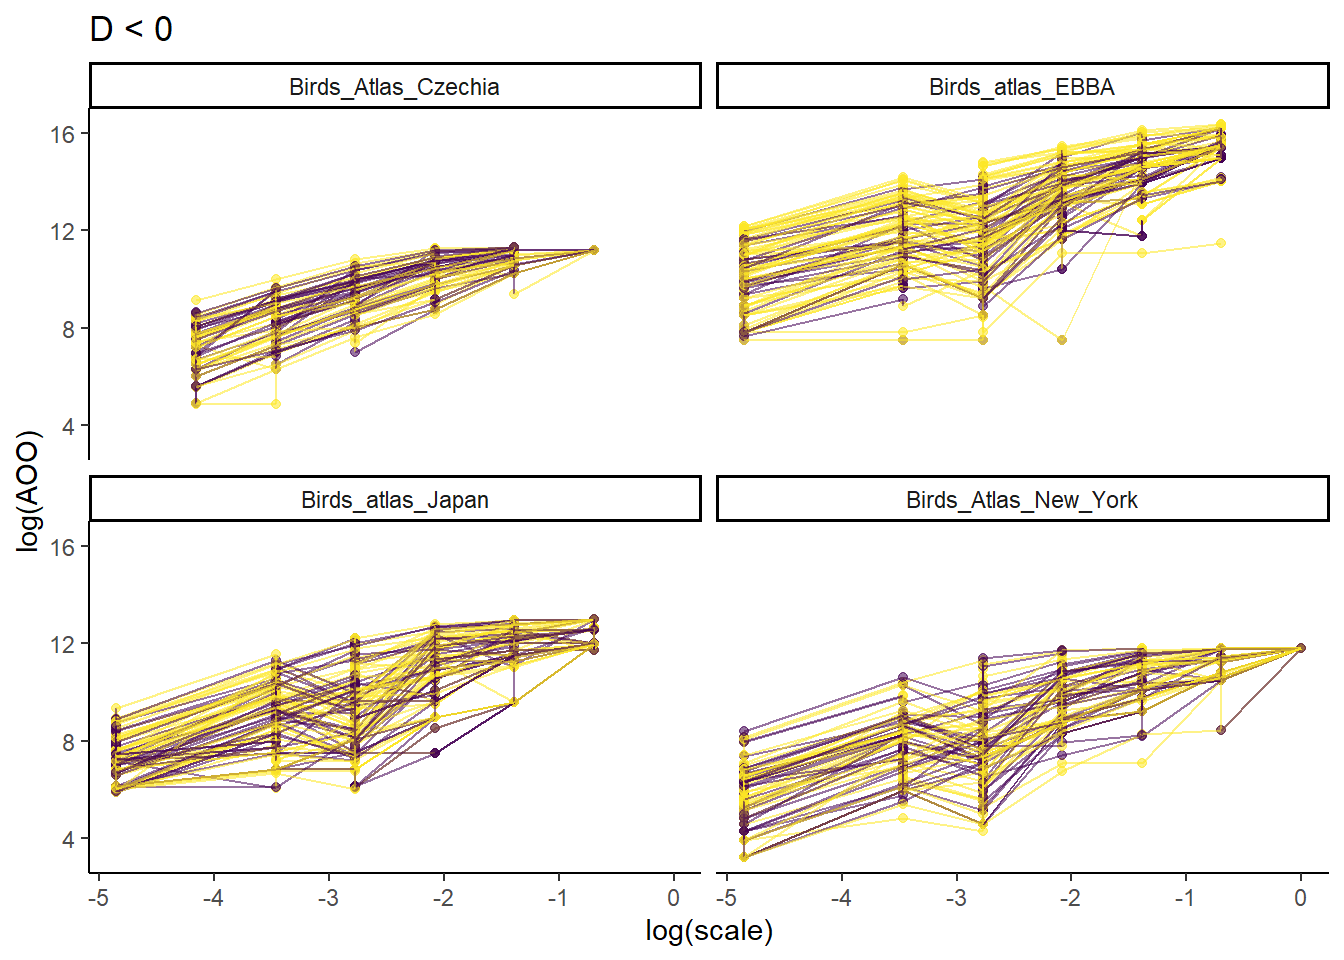 D < 0
Birds_Atlas_Czechia
Birds_atlas_EBBA
16
12
8
4
log(AOO)
Birds_atlas_Japan
Birds_Atlas_New_York
16
12
8
4
-5
-4
-3
-2
-1
0
-5
-4
-3
-2
-1
0
log(scale)